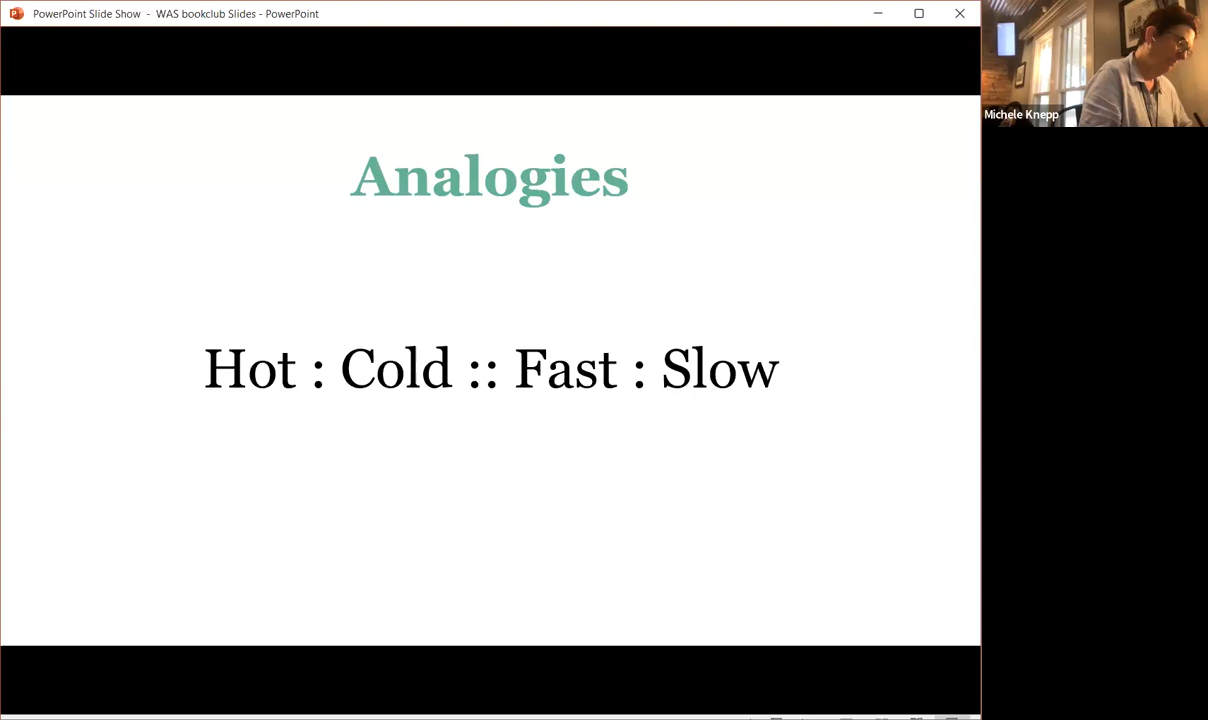 PowerPoint Slide Show - WAS bookclub Slides - PowerPoint
Michele Knepp
Analogies
Hot : Cold :: Fast : Slow